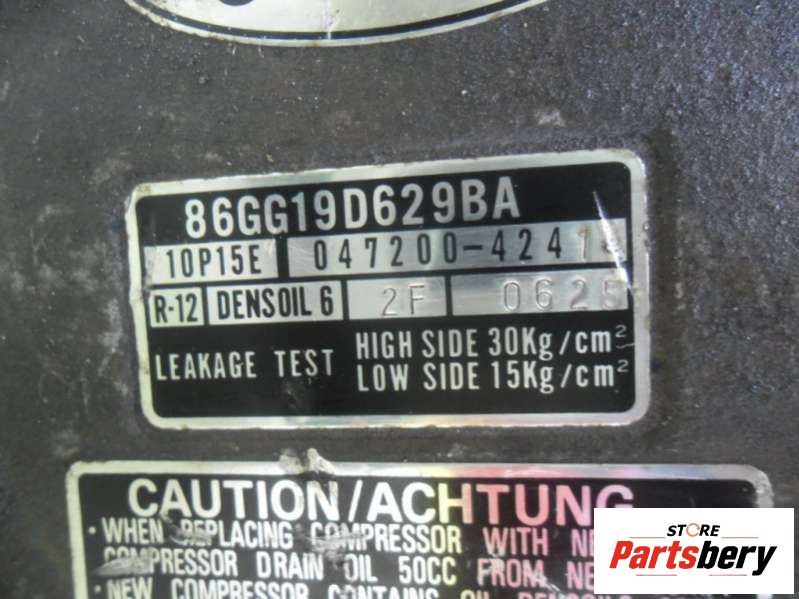 86GG19D629BA
10P15E 047200-4241
R-12 DENSOIL 6 2F 0625
LEAKAGE TEST HIGH SIDE 30Kg/cm²
LOW SIDE 15Kg/cm²
CAUTION/ACHTUNG
· WHEN REPLACING COMPRESSOR WITH
COMPRESSOR DRAIN OIL 50CC FROM
· NEW COMPRESSOR CONTAINS OIL
STORE
Partsbery